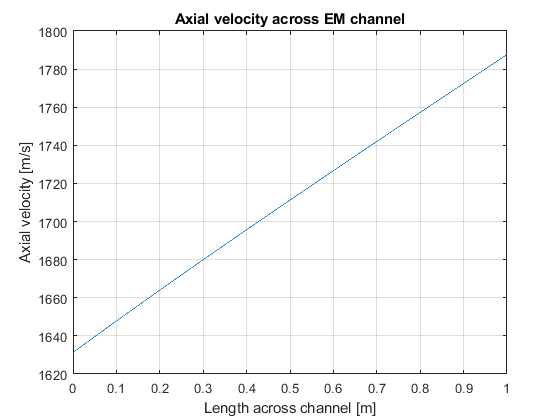 Axial velocity across EM channel
1800
1780
1760
1740
1720
1700
1680
1660
1640
1620
Axial velocity [m/s]
0 0.1 0.2 0.3 0.4 0.5 0.6 0.7 0.8 0.9 1
Length across channel [m]